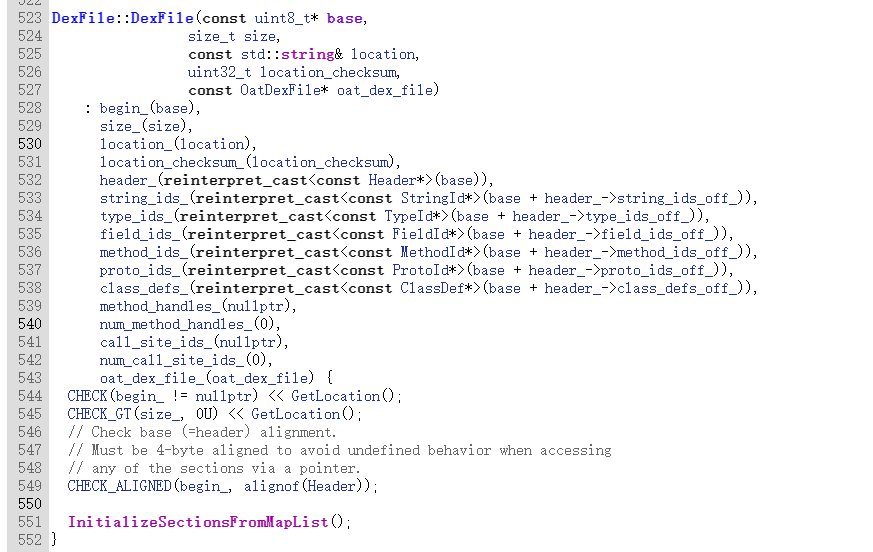 522
523 DexFile::DexFile(const uint8_t* base,
524                  size_t size,
525                  const std::string& location,
526                  uint32_t location_checksum,
527                  const OatDexFile* oat_dex_file)
528     : begin_(base),
529       size_(size),
530       location_(location),
531       location_checksum_(location_checksum),
532       header_(reinterpret_cast<const Header*>(base)),
533       string_ids_(reinterpret_cast<const StringId*>(base + header_->string_ids_off_)),
534       type_ids_(reinterpret_cast<const TypeId*>(base + header_->type_ids_off_)),
535       field_ids_(reinterpret_cast<const FieldId*>(base + header_->field_ids_off_)),
536       method_ids_(reinterpret_cast<const MethodId*>(base + header_->method_ids_off_)),
537       proto_ids_(reinterpret_cast<const ProtoId*>(base + header_->proto_ids_off_)),
538       class_defs_(reinterpret_cast<const ClassDef*>(base + header_->class_defs_off_)),
539       method_handles_(nullptr),
540       num_method_handles_(0),
541       call_site_ids_(nullptr),
542       num_call_site_ids_(0),
543       oat_dex_file_(oat_dex_file) {
544   CHECK(begin_ != nullptr) << GetLocation();
545   CHECK_GT(size_, 0U) << GetLocation();
546   // Check base (=header) alignment.
547   // Must be 4-byte aligned to avoid undefined behavior when accessing
548   // any of the sections via a pointer.
549   CHECK_ALIGNED(begin_, alignof(Header));
550
551   InitializeSectionsFromMapList();
552 }